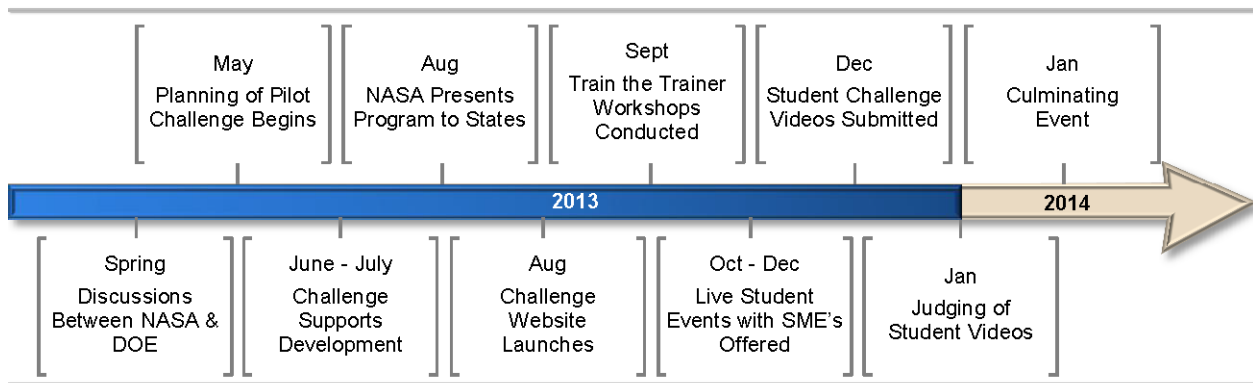 May
Planning of Pilot
Challenge Begins
Aug
NASA Presents
Program to States
Sept
Train the Trainer
Workshops
Conducted
Dec
Student Challenge
Videos Submitted
Jan
Culminating
Event
2013
2014
Spring
Discussions
Between NASA &
DOE
June - July
Challenge
Supports
Development
Aug
Challenge
Website
Launches
Oct - Dec
Live Student
Events with SME's
Offered
Jan
Judging of
Student Videos